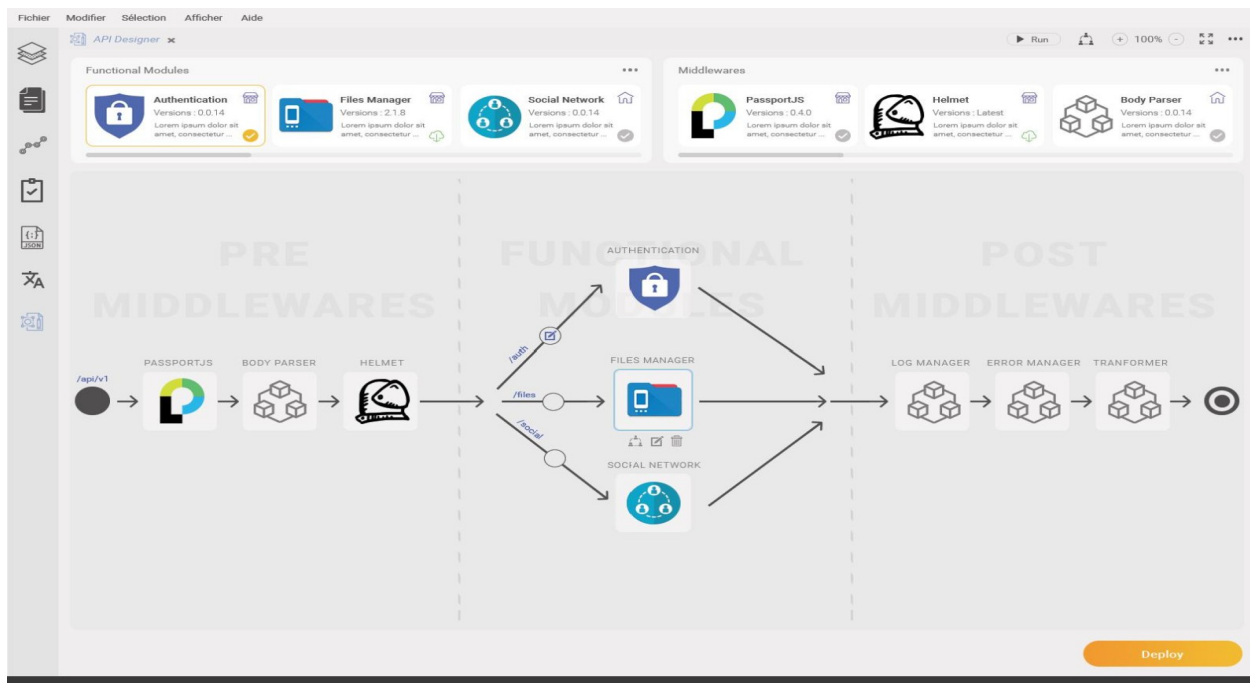 Fichier Modifier Sélection Afficher Aide
API Designer
Run
100%
Functional Modules
Authentication
Versions : 0.0.14
Lorem ipsum dolor sit
amet, consectetur ...
Files Manager
Versions : 2.1.8
Lorem ipsum dolor sit
amet, consectetur ...
Social Network
Versions : 0.0.14
Lorem ipsum dolor sit
amet, consectetur ...
Middlewares
PassportJS
Versions : 0.4.0
Lorem ipsum dolor sit
amet, consectetur ...
Helmet
Versions : Latest
Lorem ipsum dolor sit
amet, consectetur ...
Body Parser
Versions : 0.0.14
Lorem ipsum dolor sit
amet, consectetur ...
{;}
JSON
PRE
MIDDLEWARES
FUNCTIONAL
MODULES
POST
MIDDLEWARES
/api/v1
PASSPORTJS
BODY PARSER
HELMET
/auth
/files
/social
AUTHENTICATION
FILES MANAGER
SOCIAL NETWORK
LOG MANAGER
ERROR MANAGER
TRANFORMER
Deploy